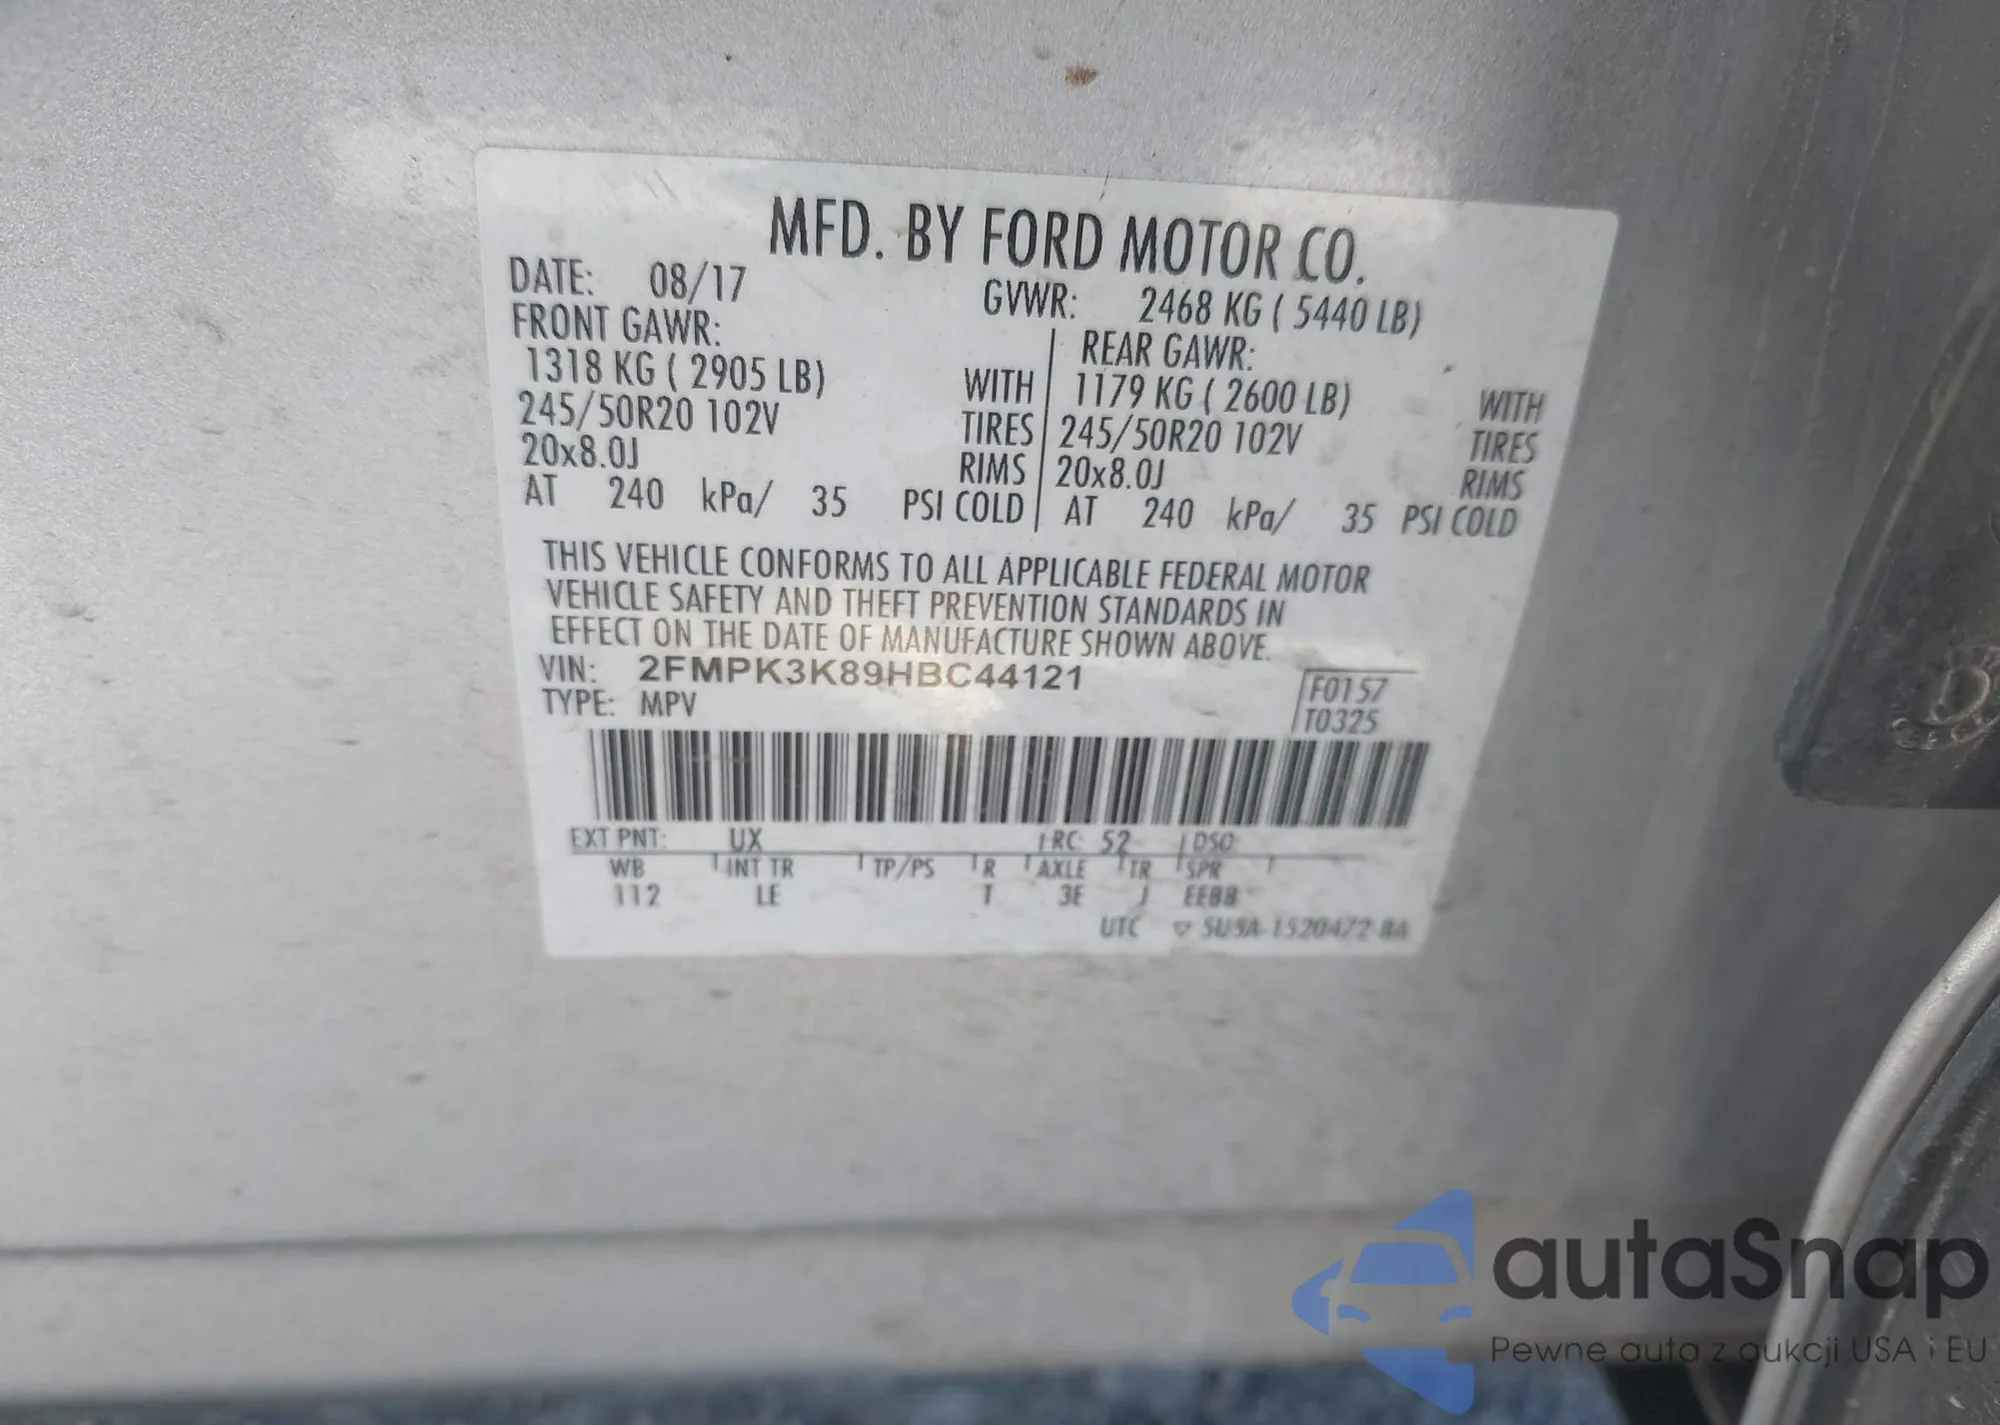 MFD. BY FORD MOTOR CO.
DATE: 08/17 GVWR: 2468 KG ( 5440 LB)
FRONT GAWR: REAR GAWR:
1318 KG ( 2905 LB) WITH 1179 KG ( 2600 LB) WITH
245/50R20 102V TIRES 245/50R20 102V TIRES
20x8.0J RIMS 20x8.0J RIMS
AT 240 kPa/ 35 PSI COLD AT 240 kPa/ 35 PSI COLD
THIS VEHICLE CONFORMS TO ALL APPLICABLE FEDERAL MOTOR
VEHICLE SAFETY AND THEFT PREVENTION STANDARDS IN
EFFECT ON THE DATE OF MANUFACTURE SHOWN ABOVE.
VIN: 2FMPK3K89HBC44121
TYPE: MPV
F0157
T0325
EXT PNT: UX RC: 52 DSO:
WB INT TR TP/PS R AXLE TR SPR
112 LE T 3E J EEBB
UTC ▽ 5U5A-1520472-BA
autaSnap
Pewne auta z aukcji USA i EU